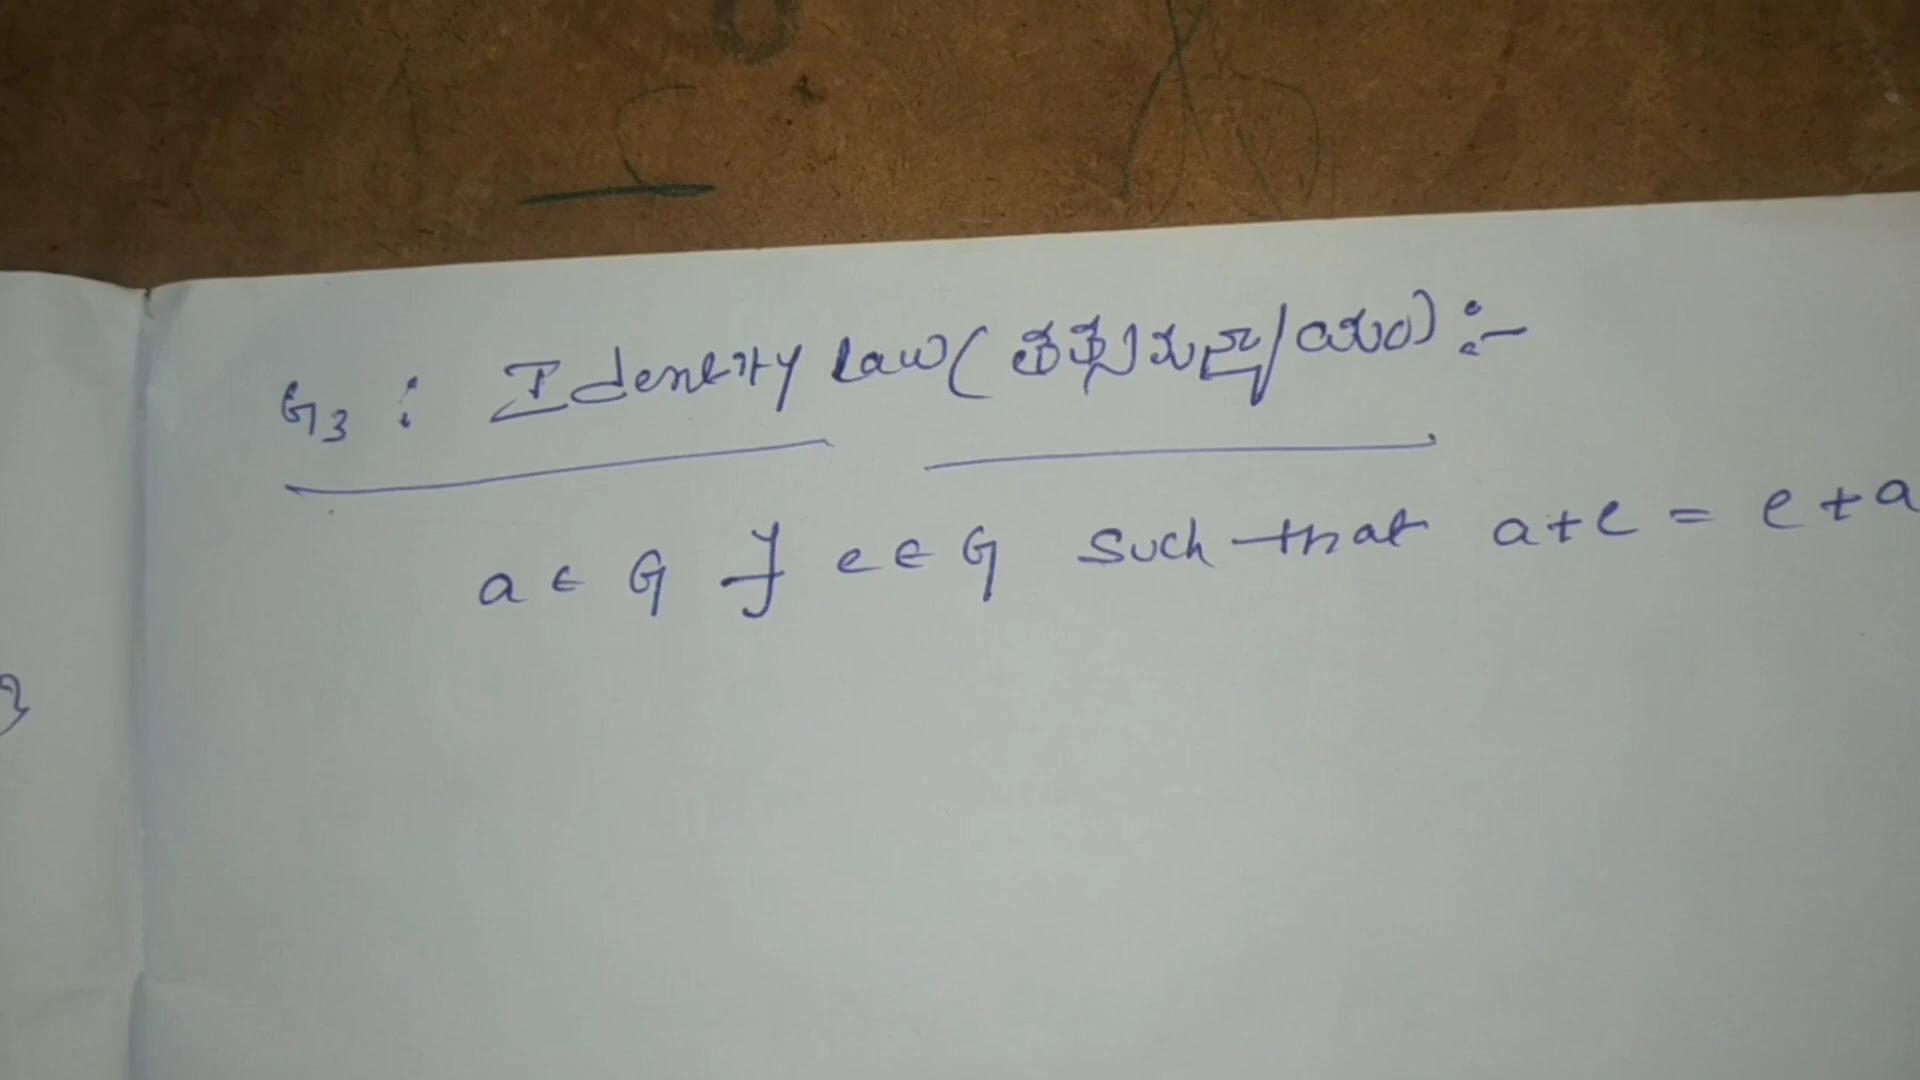 G3 : Identity Law ( :-
a ∈ G ∃ e ∈ G Such that a+e = e+a